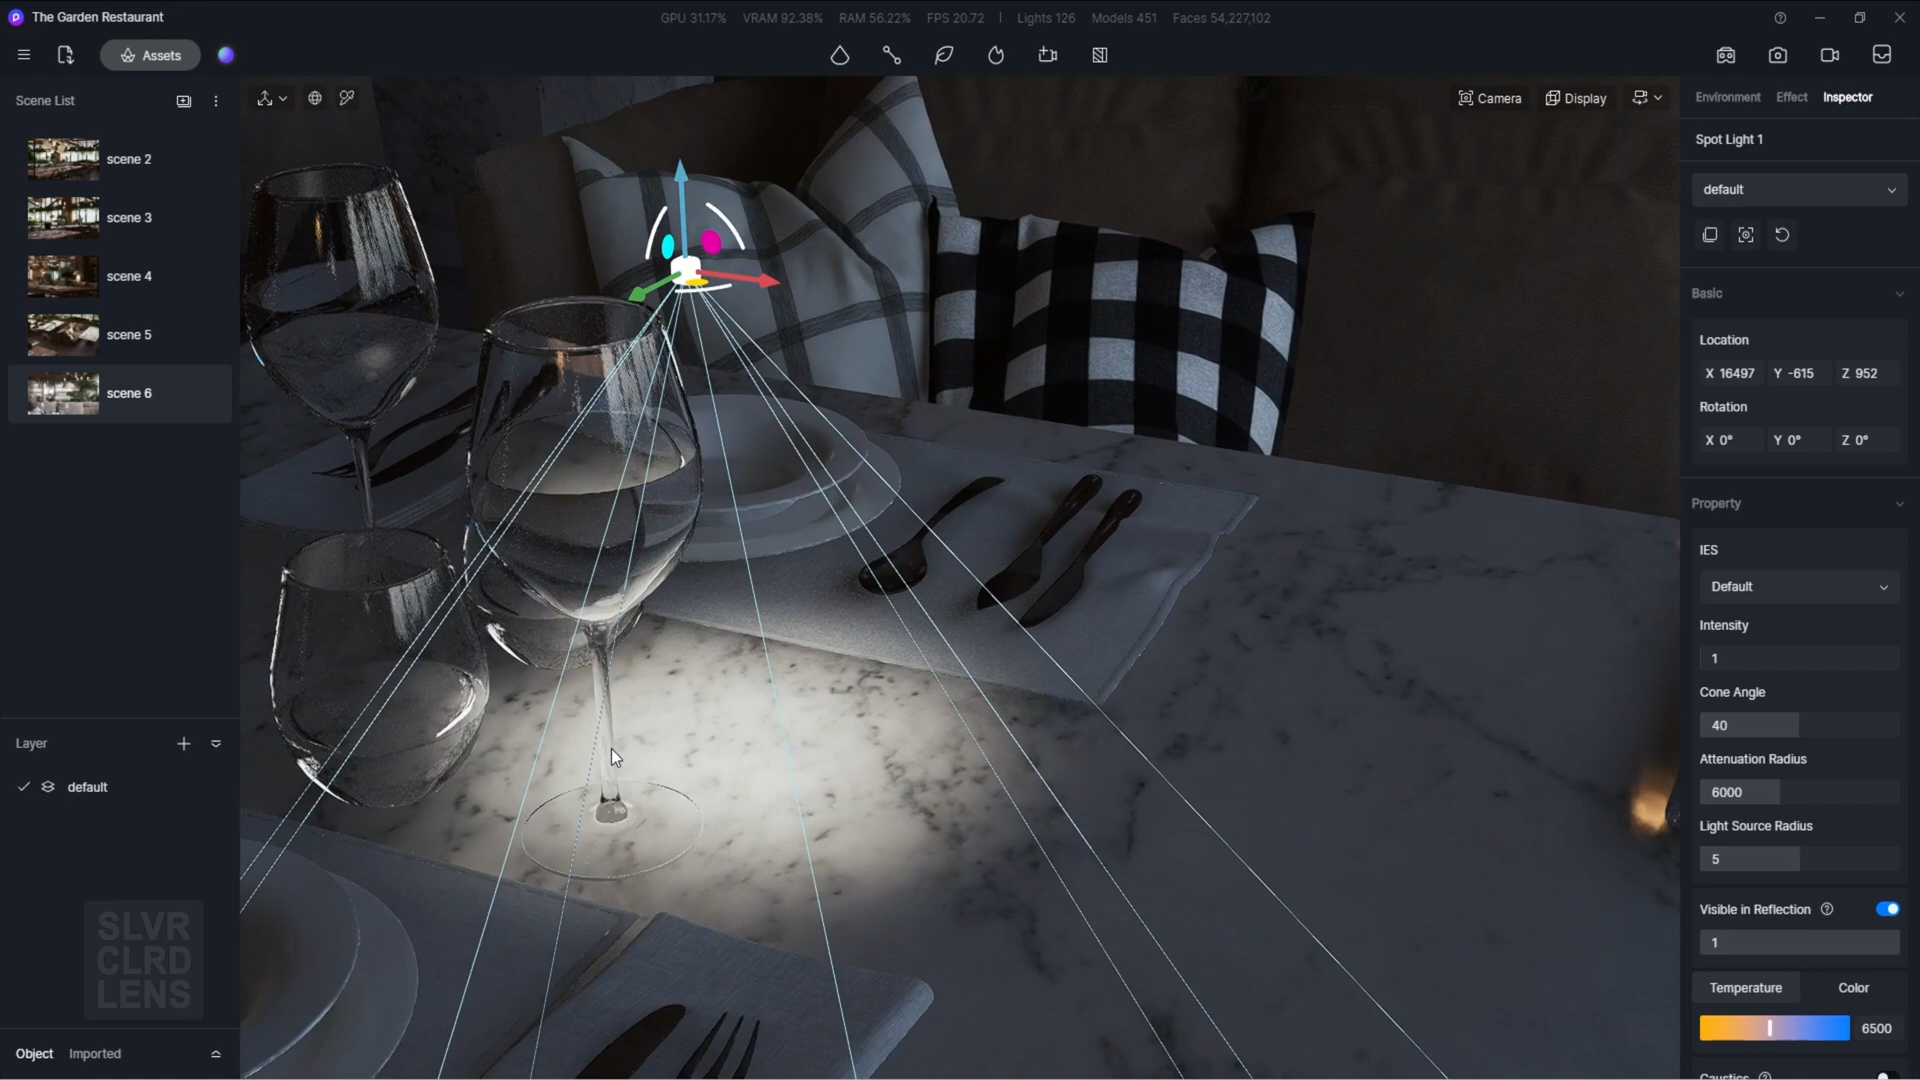 The Garden Restaurant
GPU 31.17% VRAM 92.38% RAM 56.22% FPS 20.72 | Lights 126 Models 451 Faces 54,227,102
Assets
Scene List
scene 2
scene 3
scene 4
scene 5
scene 6
Layer
default
SLVR
CLRD
LENS
Object Imported
Camera Display
Environment Effect Inspector
Spot Light 1
default
Basic
Location
X 16497 Y -615 Z 952
Rotation
X 0° Y 0° Z 0°
Property
IES
Default
Intensity
1
Cone Angle
40
Attenuation Radius
6000
Light Source Radius
5
Visible in Reflection
1
Temperature Color
6500
Caustics